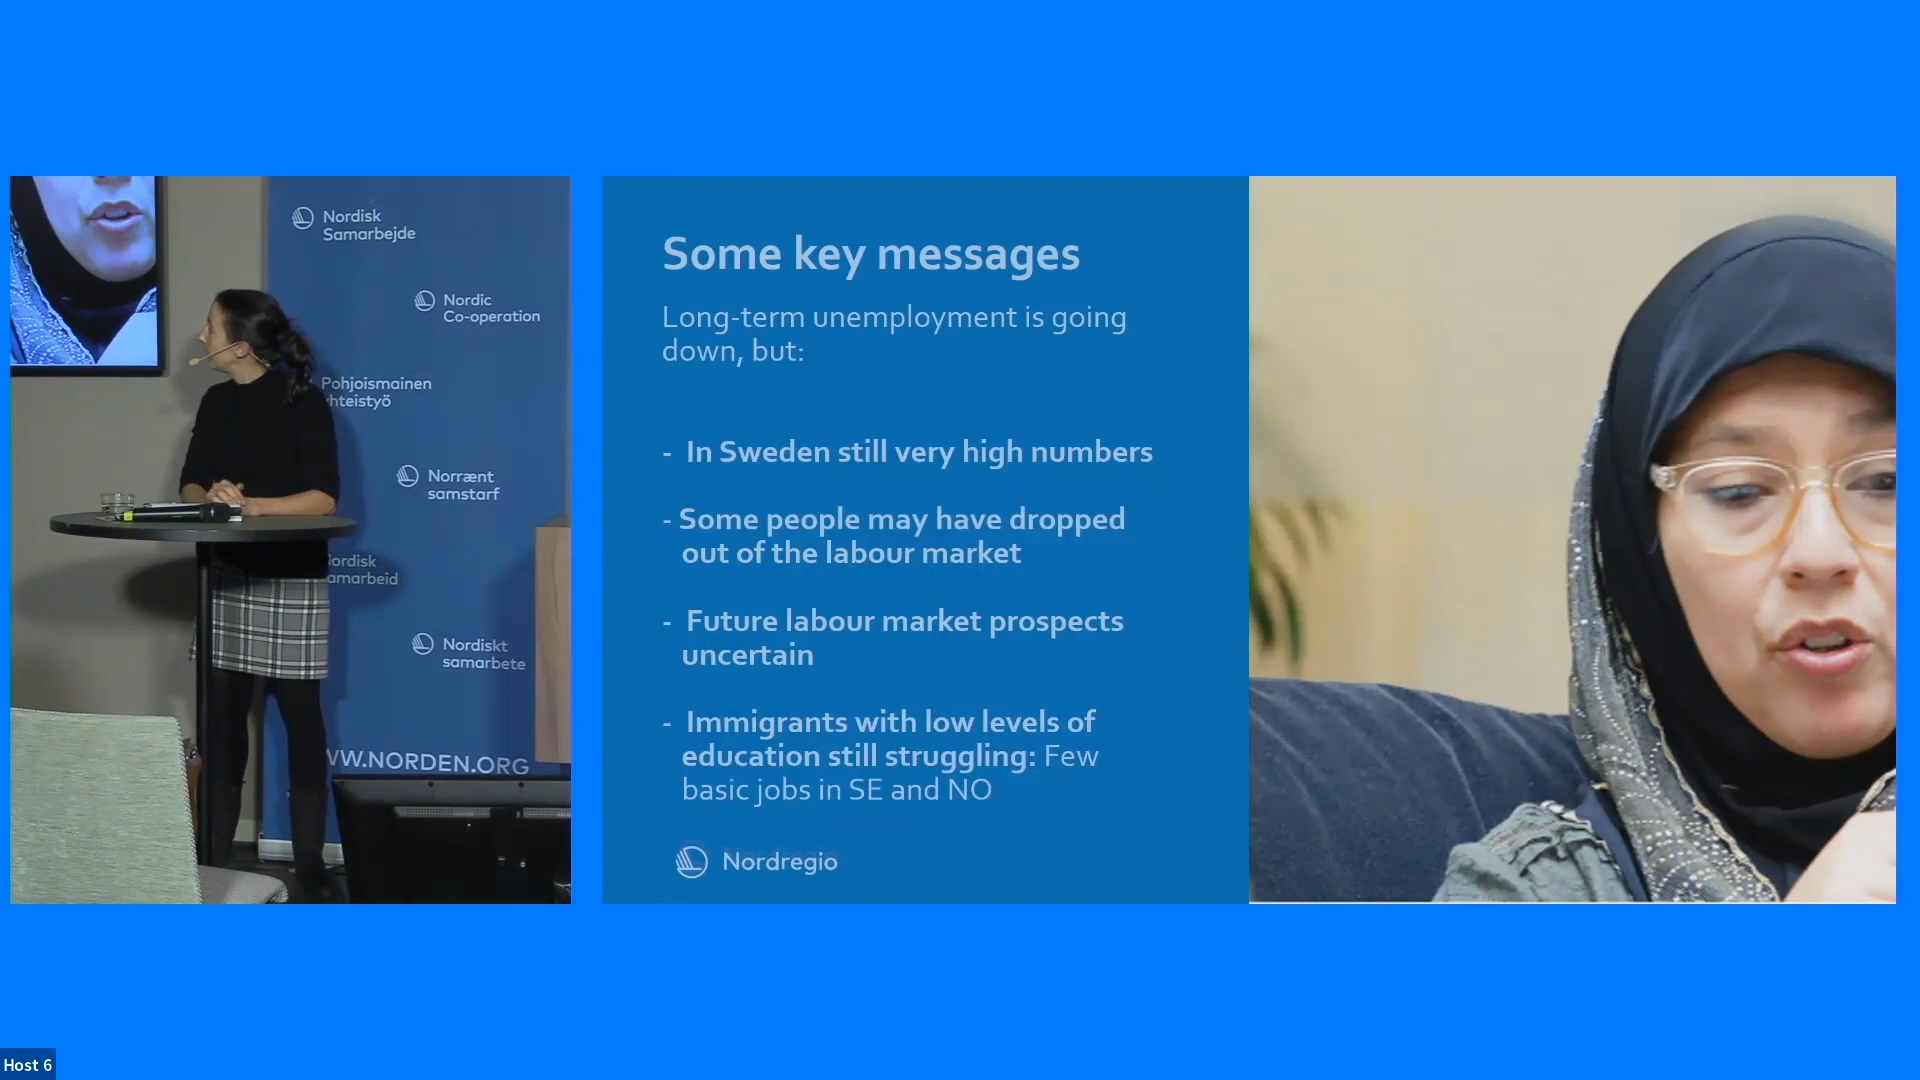 Nordisk
Samarbejde
Nordic
Co-operation
Pohjoismainen
yhteistyö
Norrænt
samstarf
Nordisk
samarbeid
Nordiskt
samarbete
WWW.NORDEN.ORG
Some key messages
Long-term unemployment is going
down, but:
- In Sweden still very high numbers
- Some people may have dropped
out of the labour market
- Future labour market prospects
uncertain
- Immigrants with low levels of
education still struggling: Few
basic jobs in SE and NO
Nordregio
Host 6